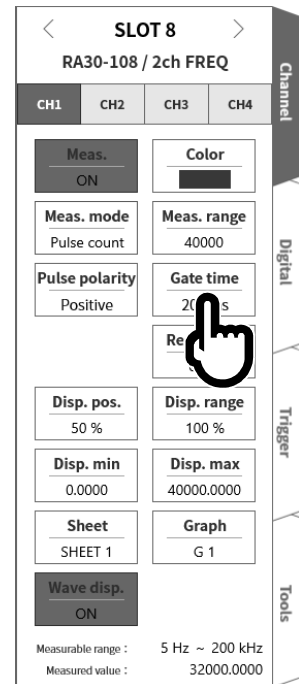 SLOT 8
RA30-108 / 2ch FREQ
CH1 CH2 CH3 CH4
Meas. Color
ON
Meas. mode Meas. range
Pulse count 40000
Pulse polarity Gate time
Positive
Disp. pos. Disp. range
50 % 100 %
Disp. min Disp. max
0.0000 40000.0000
Sheet Graph
SHEET 1 G 1
Wave disp.
ON
Measurable range : 5 Hz ~ 200 kHz
Measured value : 32000.0000
Channel
Digital
Trigger
Tools